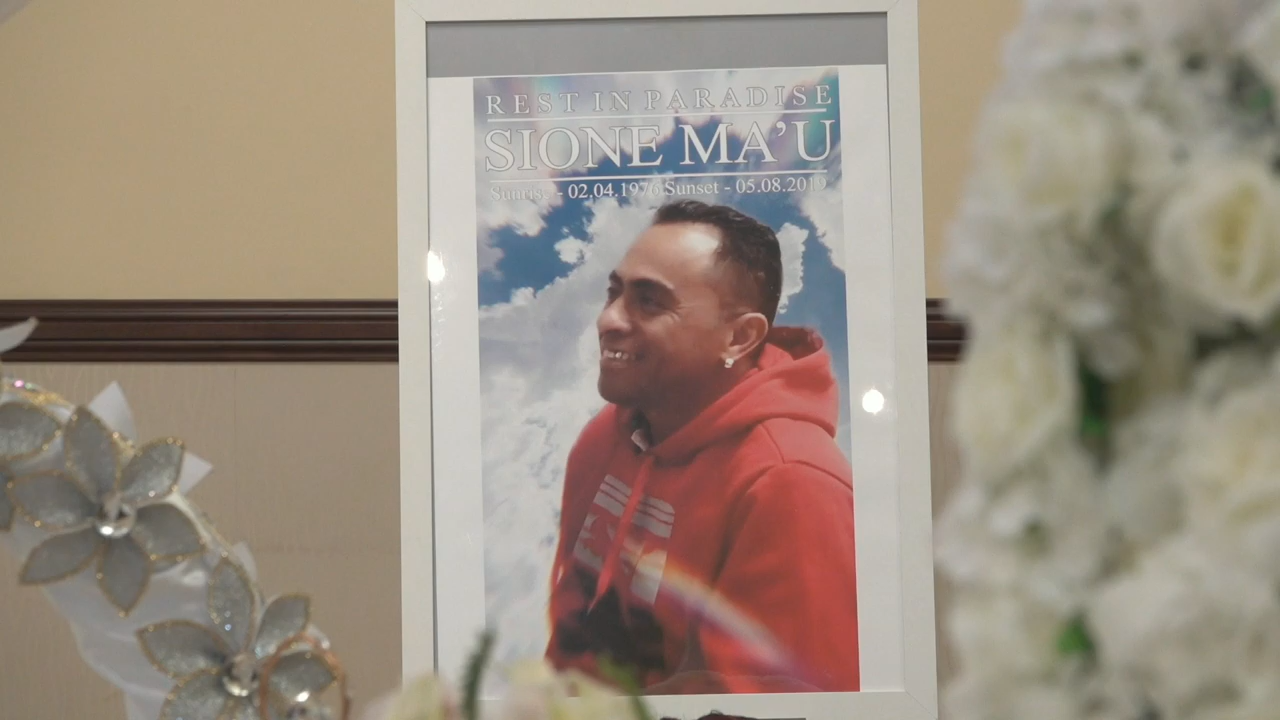 REST IN PARADISE
SIONE MA'U
Sunrise - 02.04.1976 Sunset - 05.08.2019